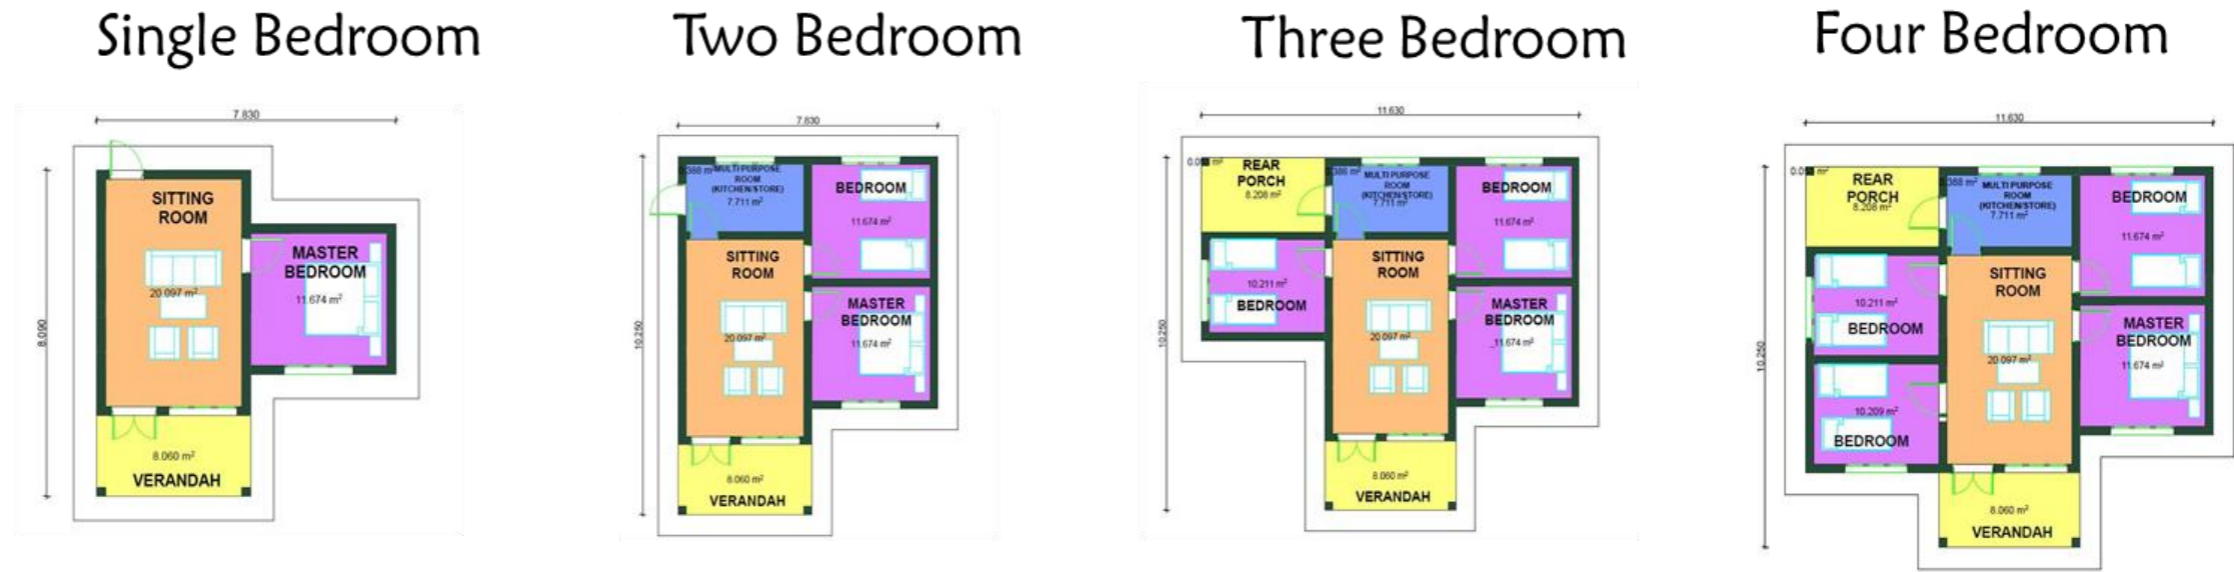 Single Bedroom
7.830
8.090
SITTING
ROOM
20.097 m²
MASTER
BEDROOM
11.674 m²
8.060 m²
VERANDAH
Two Bedroom
7.830
10.250
MULTI PURPOSE
ROOM
(KITCHEN/STORE)
7.711 m²
BEDROOM
11.674 m²
SITTING
ROOM
20.097 m²
MASTER
BEDROOM
11.674 m²
8.060 m²
VERANDAH
Three Bedroom
11.630
10.250
REAR
PORCH
8.208 m²
MULTI PURPOSE
ROOM
(KITCHEN/STORE)
7.711 m²
BEDROOM
11.674 m²
10.211 m²
BEDROOM
SITTING
ROOM
20.097 m²
MASTER
BEDROOM
11.674 m²
8.060 m²
VERANDAH
Four Bedroom
11.630
10.250
REAR
PORCH
8.208 m²
MULTI PURPOSE
ROOM
(KITCHEN/STORE)
7.711 m²
BEDROOM
11.674 m²
10.211 m²
BEDROOM
SITTING
ROOM
20.097 m²
MASTER
BEDROOM
11.674 m²
10.209 m²
BEDROOM
8.060 m²
VERANDAH